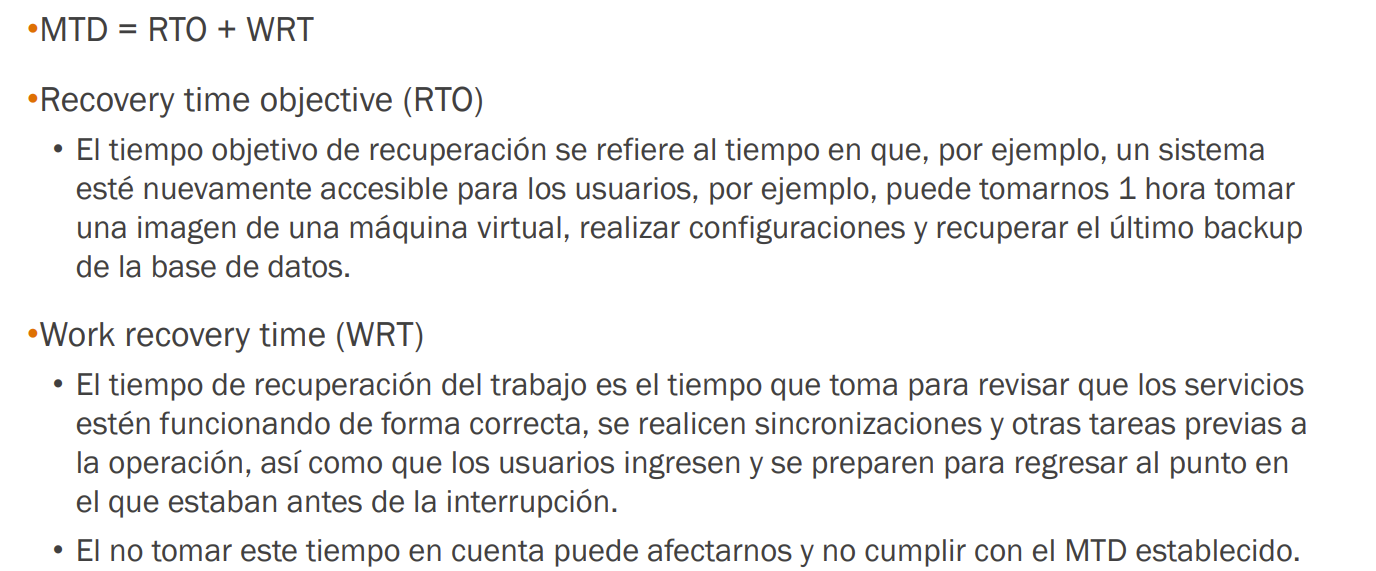 •MTD = RTO + WRT
•Recovery time objective (RTO)
• El tiempo objetivo de recuperación se refiere al tiempo en que, por ejemplo, un sistema
esté nuevamente accesible para los usuarios, por ejemplo, puede tomarnos 1 hora tomar
una imagen de una máquina virtual, realizar configuraciones y recuperar el último backup
de la base de datos.
•Work recovery time (WRT)
• El tiempo de recuperación del trabajo es el tiempo que toma para revisar que los servicios
estén funcionando de forma correcta, se realicen sincronizaciones y otras tareas previas a
la operación, así como que los usuarios ingresen y se preparen para regresar al punto en
el que estaban antes de la interrupción.
• El no tomar este tiempo en cuenta puede afectarnos y no cumplir con el MTD establecido.